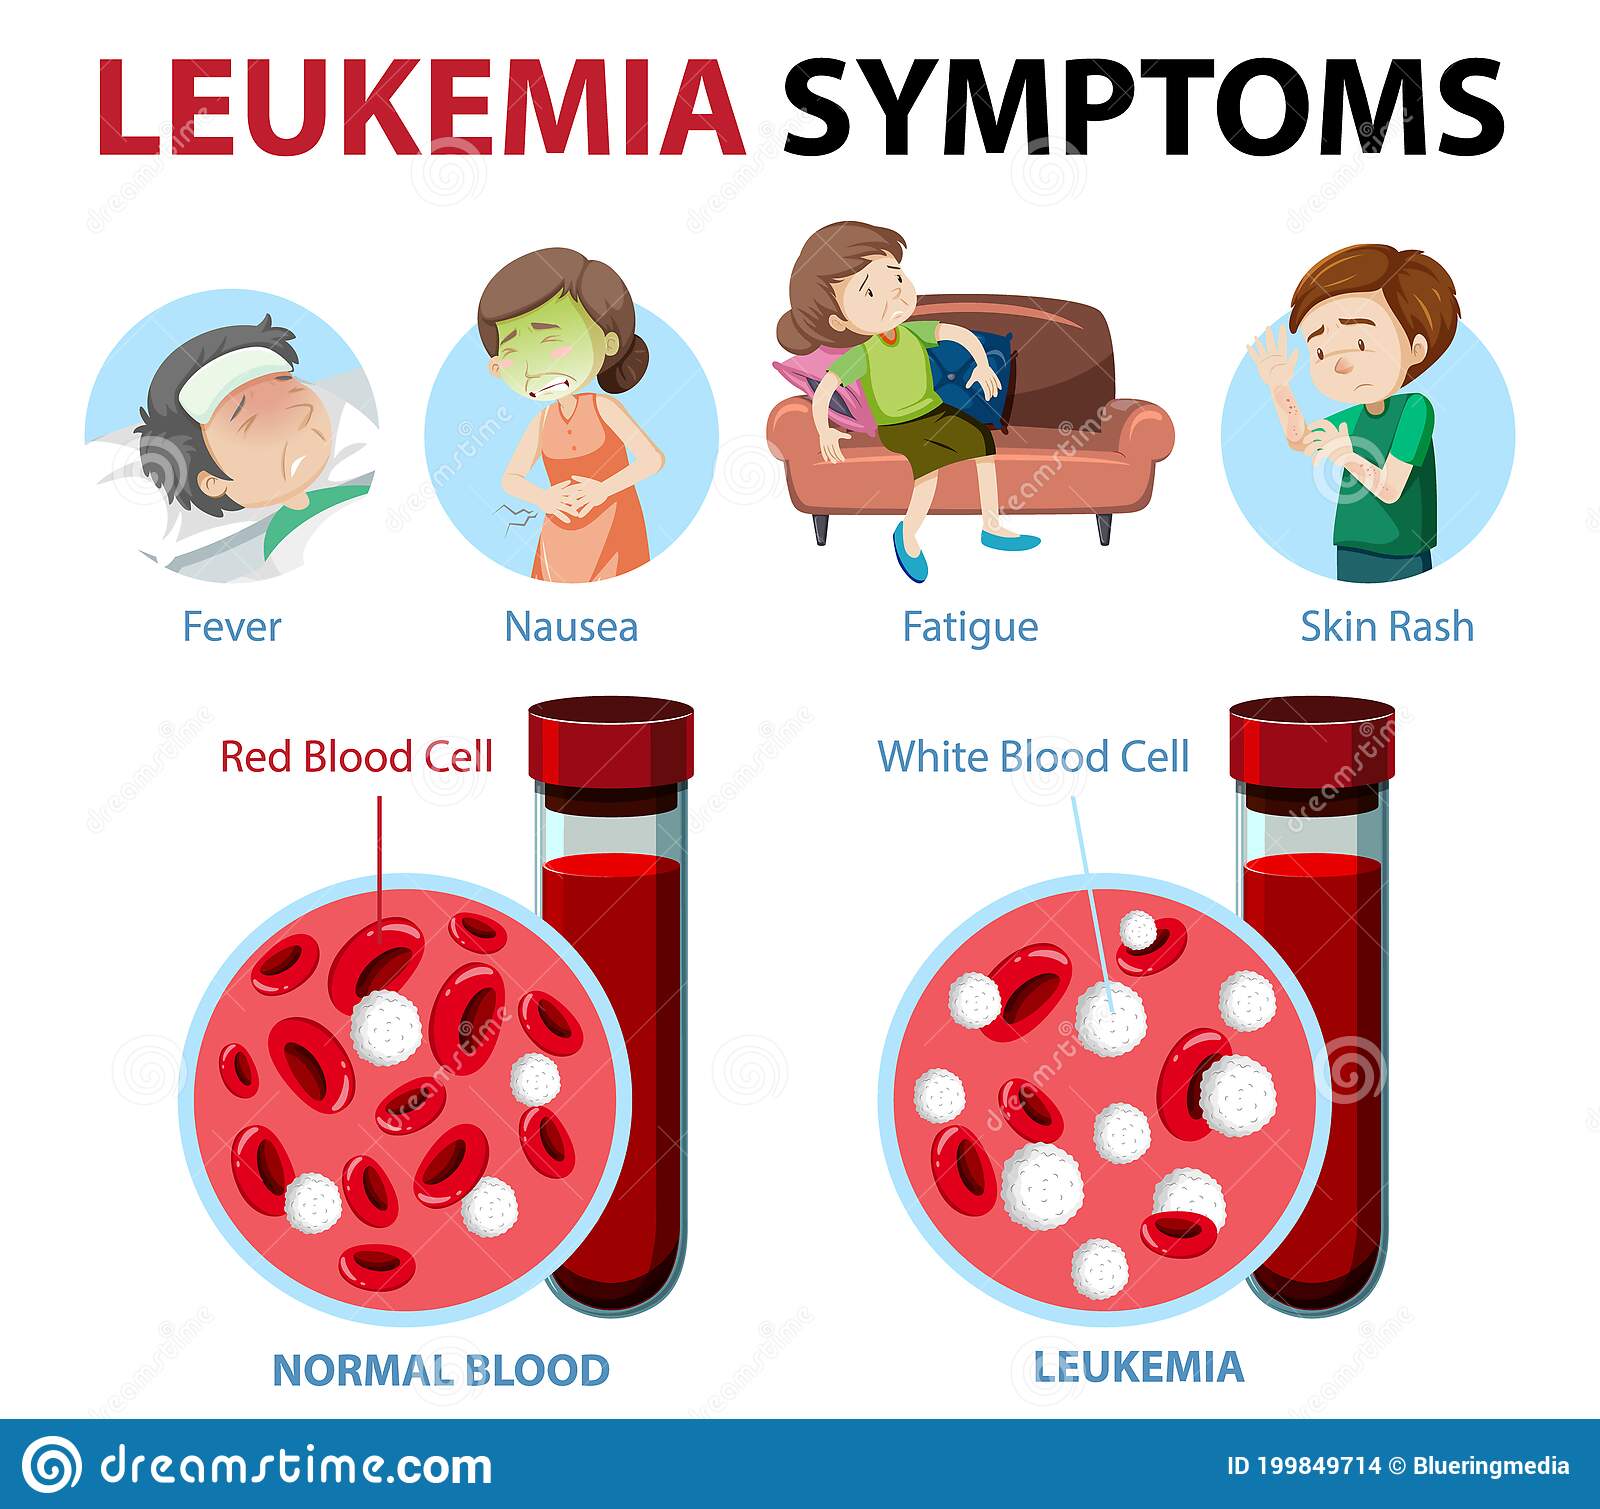 LEUKEMIA SYMPTOMS
Fever
Nausea
Fatigue
Skin Rash
Red Blood Cell
White Blood Cell
NORMAL BLOOD
LEUKEMIA
dreamstime.com
ID 199849714 © Blueringmedia